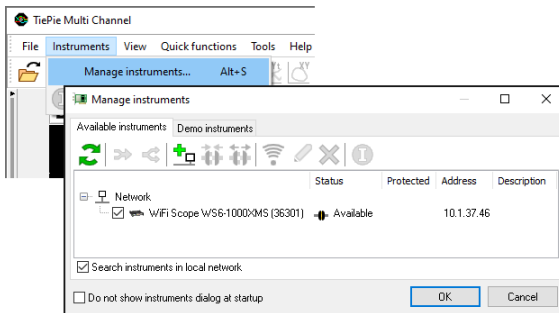 TiePie Multi Channel
File Instruments View Quick functions Tools Help
Manage instruments... Alt+S
Manage instruments
Available instruments Demo instruments
Status Protected Address Description
Network
WiFi Scope WS6-1000XMS (36301) Available 10.1.37.46
Search instruments in local network
Do not show instruments dialog at startup
OK Cancel